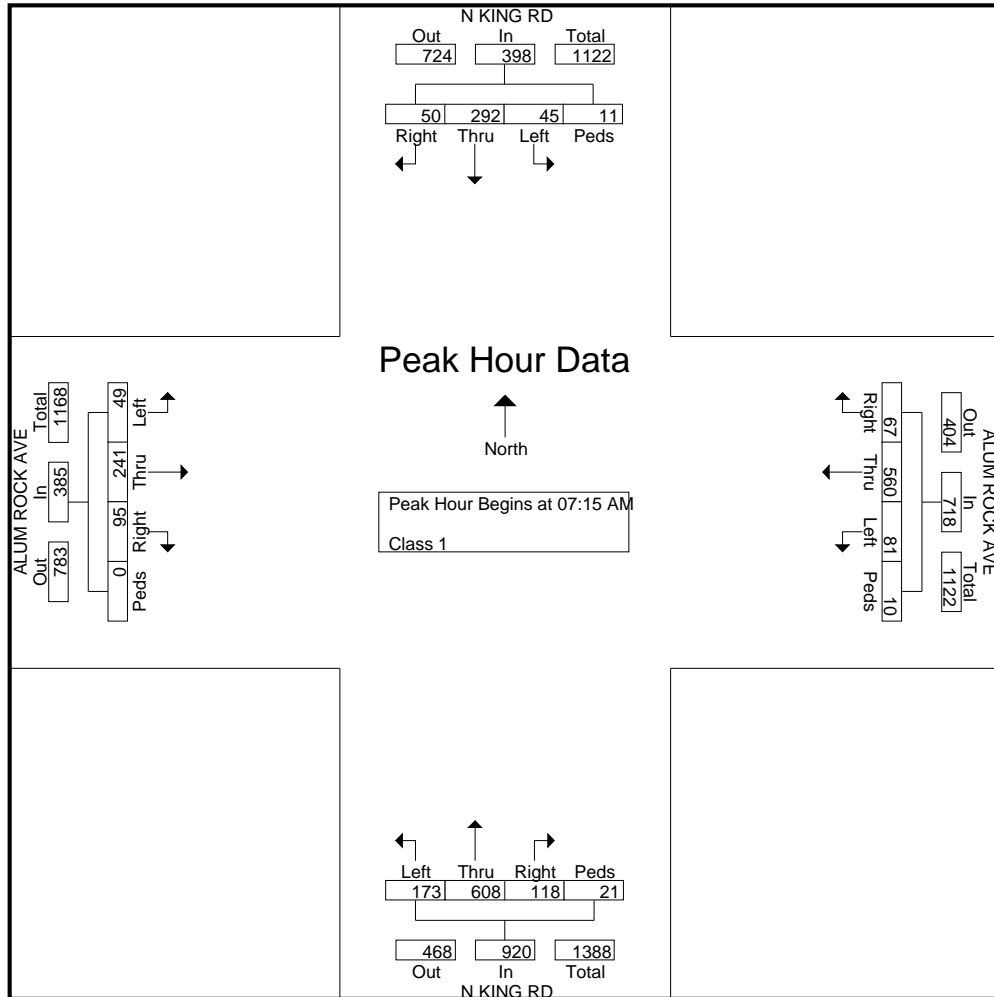 N KING RD
Out In Total
724 398 1122
50 292 45 11
Right Thru Left Peds
Peak Hour Data
North
Peak Hour Begins at 07:15 AM
Class 1
ALUM ROCK AVE
Total In Out
1168 385 783
49 241 95 0
Left Thru Right Peds
ALUM ROCK AVE
Out In Total
404 718 1122
67 560 81 10
Right Thru Left Peds
Left Thru Right Peds
173 608 118 21
468 920 1388
Out In Total
N KING RD